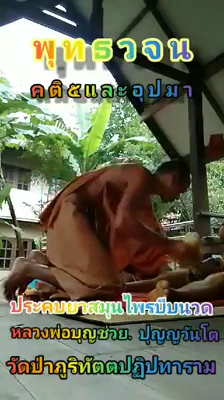 พุทธวจน
คติ๕และอุปมา
ประคบยาสมุนไพรบีบนวด
หลวงพ่อบุญช่วย. ปุญญวันโต
วัดป่าภูริทัตตปฏิปทาราม